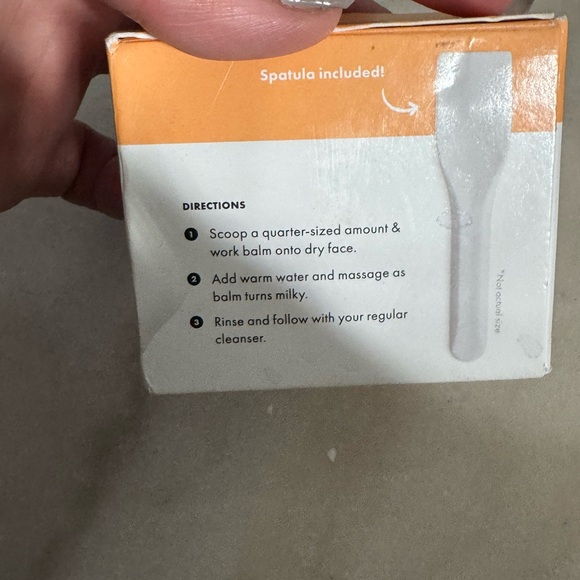 Spatula included!
DIRECTIONS
1 Scoop a quarter-sized amount &
work balm onto dry face.
2 Add warm water and massage as
balm turns milky.
3 Rinse and follow with your regular
cleanser.
*Not actual size